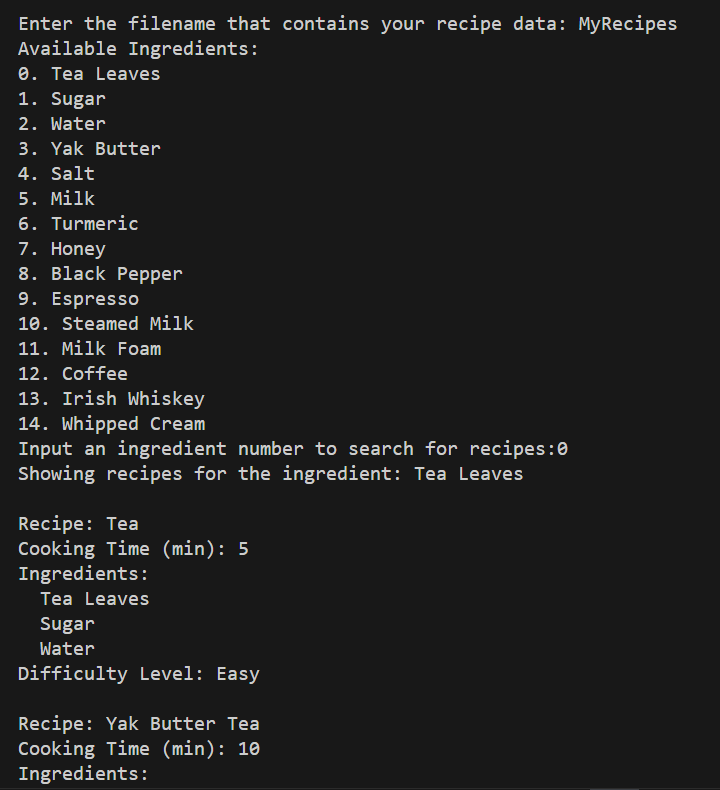 Enter the filename that contains your recipe data: MyRecipes
Available Ingredients:
0. Tea Leaves
1. Sugar
2. Water
3. Yak Butter
4. Salt
5. Milk
6. Turmeric
7. Honey
8. Black Pepper
9. Espresso
10. Steamed Milk
11. Milk Foam
12. Coffee
13. Irish Whiskey
14. Whipped Cream
Input an ingredient number to search for recipes:0
Showing recipes for the ingredient: Tea Leaves

Recipe: Tea
Cooking Time (min): 5
Ingredients:
  Tea Leaves
  Sugar
  Water
Difficulty Level: Easy

Recipe: Yak Butter Tea
Cooking Time (min): 10
Ingredients: